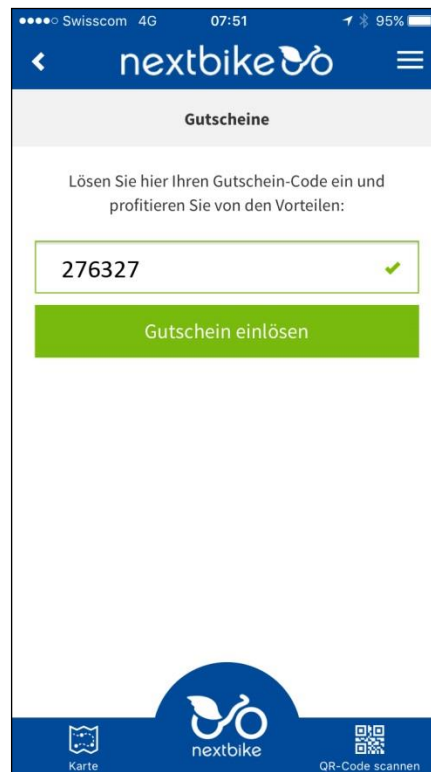 Swisscom 4G 07:51 95%
nextbike
Gutscheine
Lösen Sie hier Ihren Gutschein-Code ein und
profitieren Sie von den Vorteilen:
276327
Gutschein einlösen
nextbike
Karte
QR-Code scannen